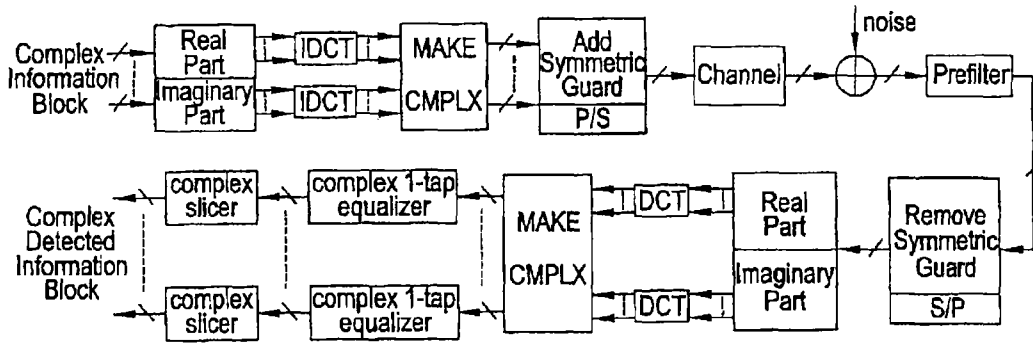 Complex
Information
Block
Real
Part
Imaginary
Part
IDCT
IDCT
MAKE
CMPLX
Add
Symmetric
Guard
P/S
Channel
noise
Prefilter
Complex
Detected
Information
Block
complex
slicer
complex
slicer
complex 1-tap
equalizer
complex 1-tap
equalizer
MAKE
CMPLX
DCT
DCT
Real
Part
Imaginary
Part
Remove
Symmetric
Guard
S/P